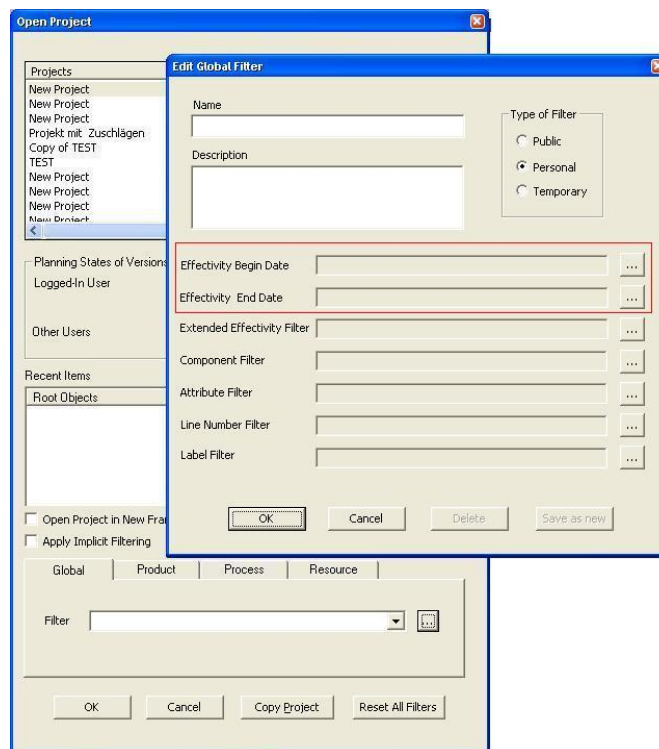 Open Project
Projects
New Project
New Project
New Project
Projekt mit Zuschlägen
Copy of TEST
TEST
New Project
New Project
New Project
New Project
Planning States of Versions
Logged-In User
Other Users
Recent Items
Root Objects
Open Project in New Fra
Apply Implicit Filtering
Global
Product
Process
Resource
Filter
...
OK
Cancel
Copy Project
Reset All Filters
Edit Global Filter
Name
Description
Type of Filter
Public
Personal
Temporary
Effectivity Begin Date
...
Effectivity End Date
...
Extended Effectivity Filter
...
Component Filter
...
Attribute Filter
...
Line Number Filter
...
Label Filter
...
OK
Cancel
Delete
Save as new